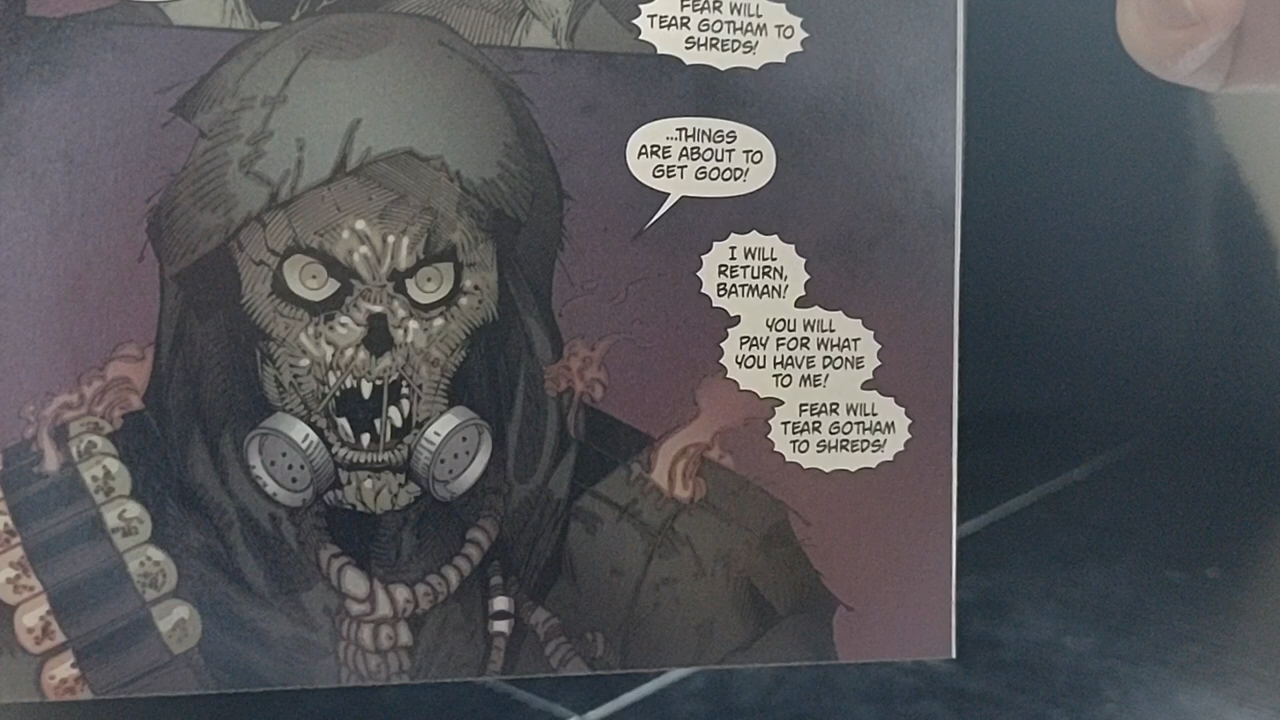 FEAR WILL
TEAR GOTHAM TO
SHREDS!
...THINGS
ARE ABOUT TO
GET GOOD!
I WILL
RETURN,
BATMAN!
YOU WILL
PAY FOR WHAT
YOU HAVE DONE
TO ME!
FEAR WILL
TEAR GOTHAM
TO SHREDS!